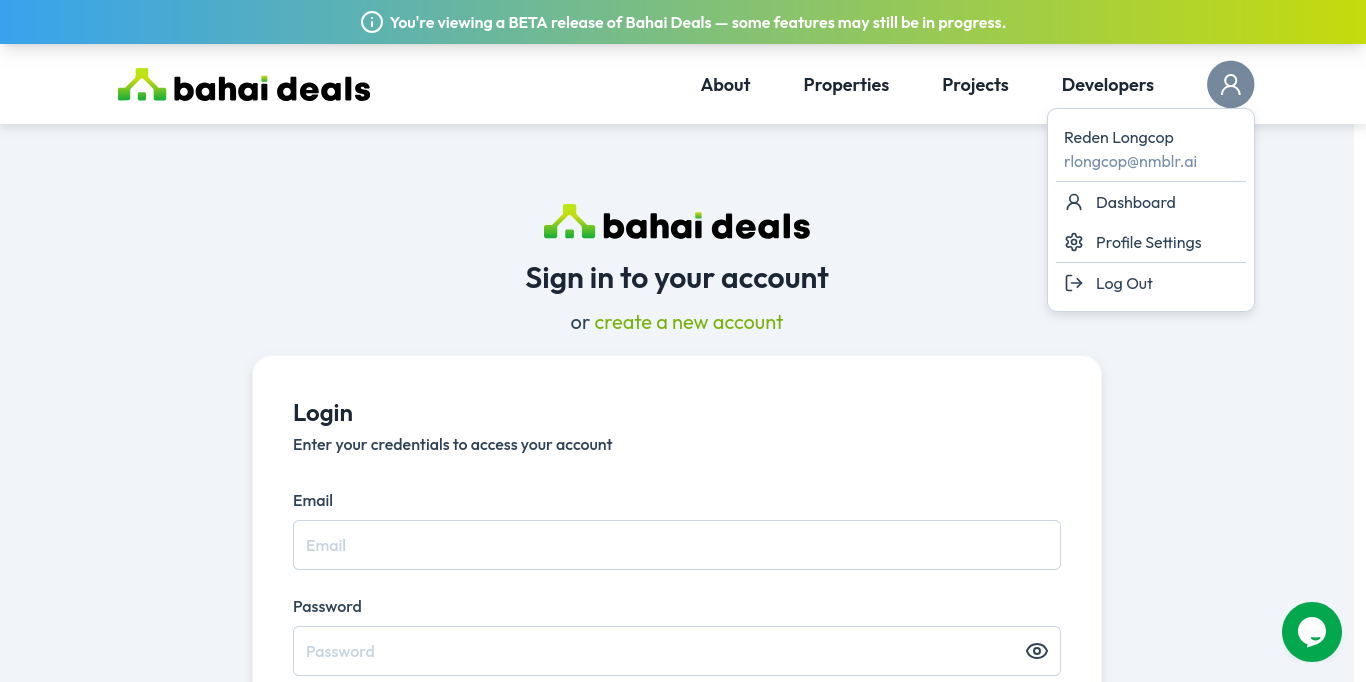 You're viewing a BETA release of Bahai Deals — some features may still be in progress.
bahai deals
About
Properties
Projects
Developers
Reden Longcop
rlongcop@nmblr.ai
Dashboard
Profile Settings
Log Out
bahai deals
Sign in to your account
or create a new account
Login
Enter your credentials to access your account
Email
Email
Password
Password